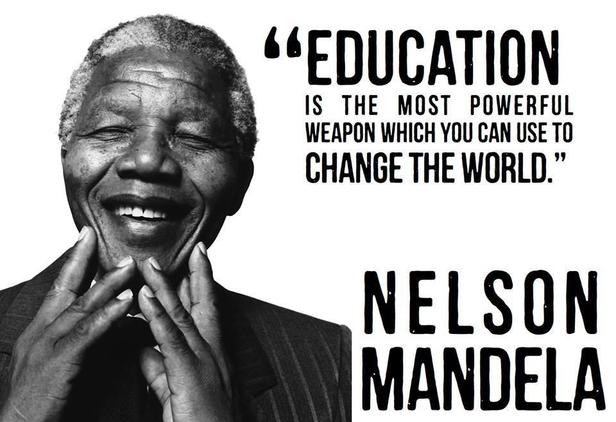 “EDUCATION
IS THE MOST POWERFUL
WEAPON WHICH YOU CAN USE TO
CHANGE THE WORLD.”
NELSON
MANDELA